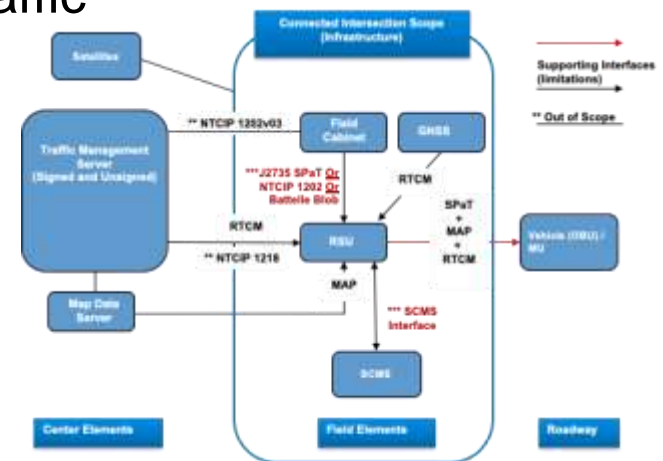 Connected Intersection Scope
(Infrastructure)
Satellites
Supporting Interfaces
(limitations)
** Out of Scope
** NTCIP 1202v03
Field
Cabinet
GNSS
Traffic Management
Server
(Signed and Unsigned)
***J2735 SPaT Or
NTCIP 1202 Or
Battelle Blob
RTCM
SPaT
+
MAP
+
RTCM
RTCM
RSU
Vehicle (OBU) /
MU
** NTCIP 1218
MAP
Map Data
Server
*** SCMS
Interface
SCMS
Center Elements
Field Elements
Roadway